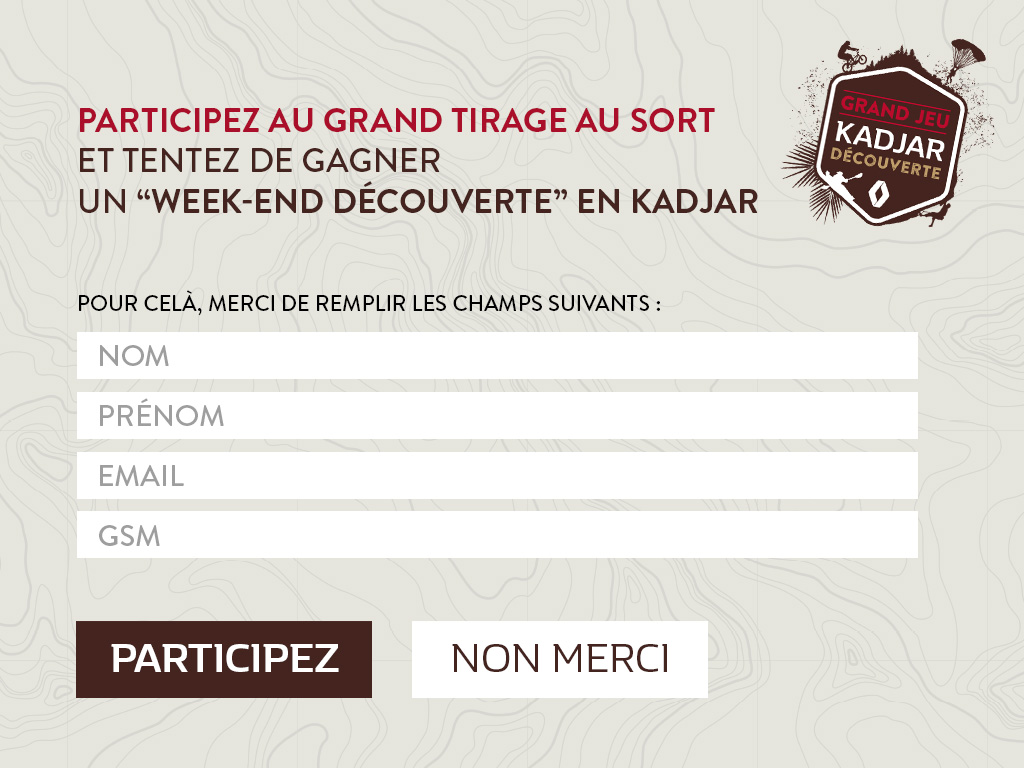 PARTICIPEZ AU GRAND TIRAGE AU SORT
ET TENTEZ DE GAGNER
UN “WEEK-END DÉCOUVERTE” EN KADJAR
GRAND JEU
KADJAR
DÉCOUVERTE
POUR CELÀ, MERCI DE REMPLIR LES CHAMPS SUIVANTS :
NOM
PRÉNOM
EMAIL
GSM
PARTICIPEZ
NON MERCI